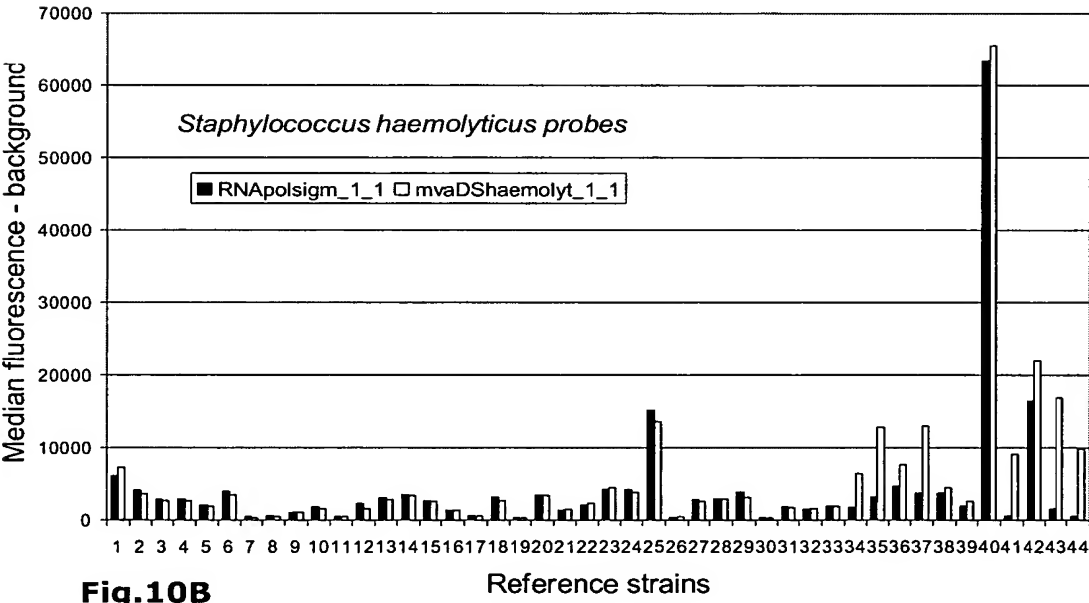 70000
60000
50000
40000
30000
20000
10000
0
Median fluorescence - background
Staphylococcus haemolyticus probes
RNApolsigm_1_1 mvaDShaemolyt_1_1
1 2 3 4 5 6 7 8 9 1011121314151617181920212223242526272829303132333435363738394041424344
Reference strains
Fig.10B